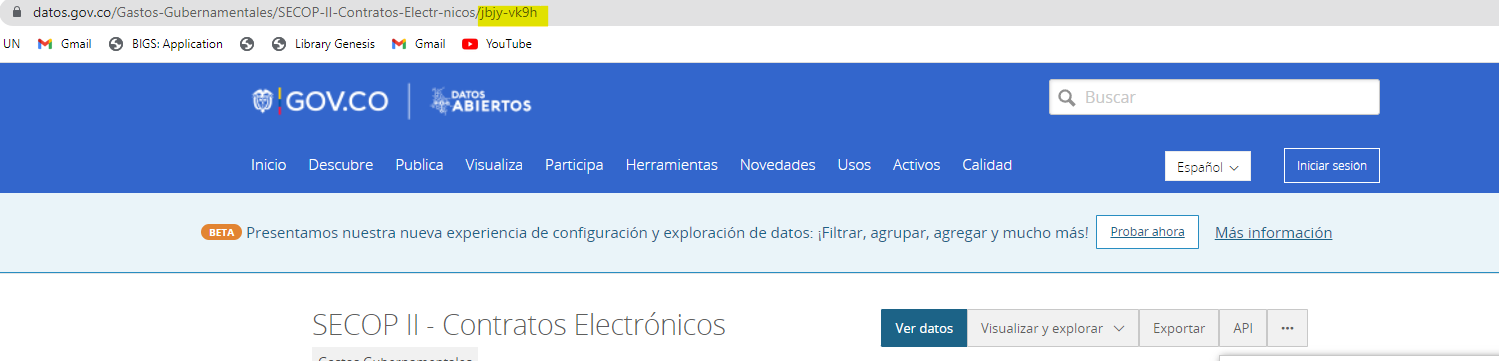 datos.gov.co/Gastos-Gubernamentales/SECOP-II-Contratos-Electr-nicos/jbjy-vk9h
UN Gmail BIGS: Application Library Genesis Gmail YouTube
GOV.CO DATOS ABIERTOS Buscar
Inicio Descubre Publica Visualiza Participa Herramientas Novedades Usos Activos Calidad Español Iniciar sesión
BETA Presentamos nuestra nueva experiencia de configuración y exploración de datos: ¡Filtrar, agrupar, agregar y mucho más! Probar ahora Más información
SECOP II - Contratos Electrónicos Ver datos Visualizar y explorar Exportar API ...
Gastos Gubernamentales